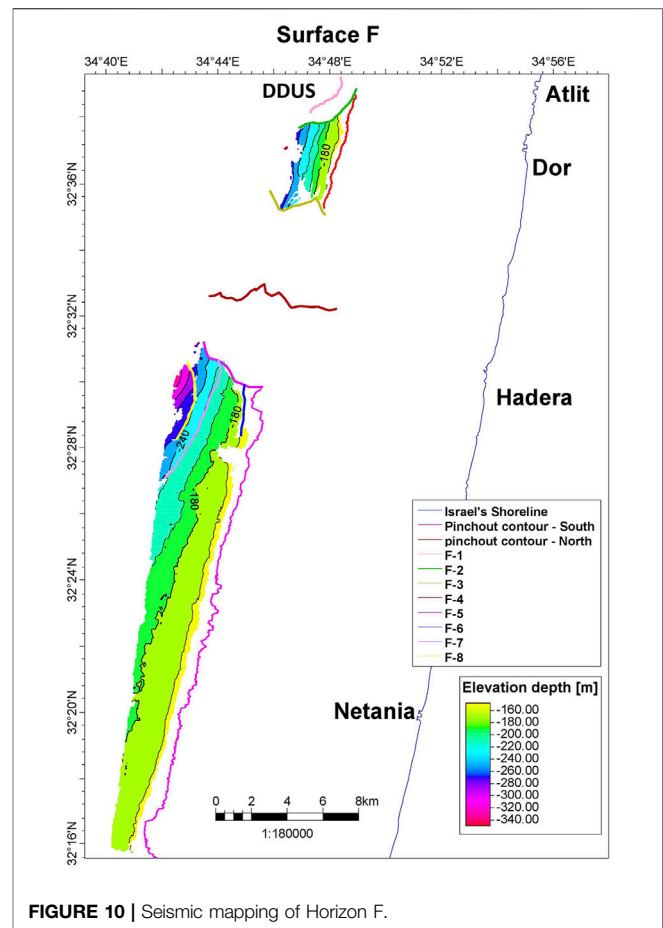 Surface F
34°40'E 34°44'E 34°48'E 34°52'E 34°56'E
DDUS
Atlit
-180
Dor
32°36'N
32°32'N
Hadera
-180
-240
32°28'N
-180
Israel's Shoreline
Pinchout contour - South
pinchout contour - North
F-1
F-2
F-3
F-4
F-5
F-6
F-7
F-8
32°24'N
Elevation depth [m]
-160.00
-180.00
-200.00
-220.00
-240.00
-260.00
-280.00
-300.00
-320.00
-340.00
Netania
32°20'N
0 2 4 6 8km
1:180000
32°16'N
FIGURE 10 | Seismic mapping of Horizon F.